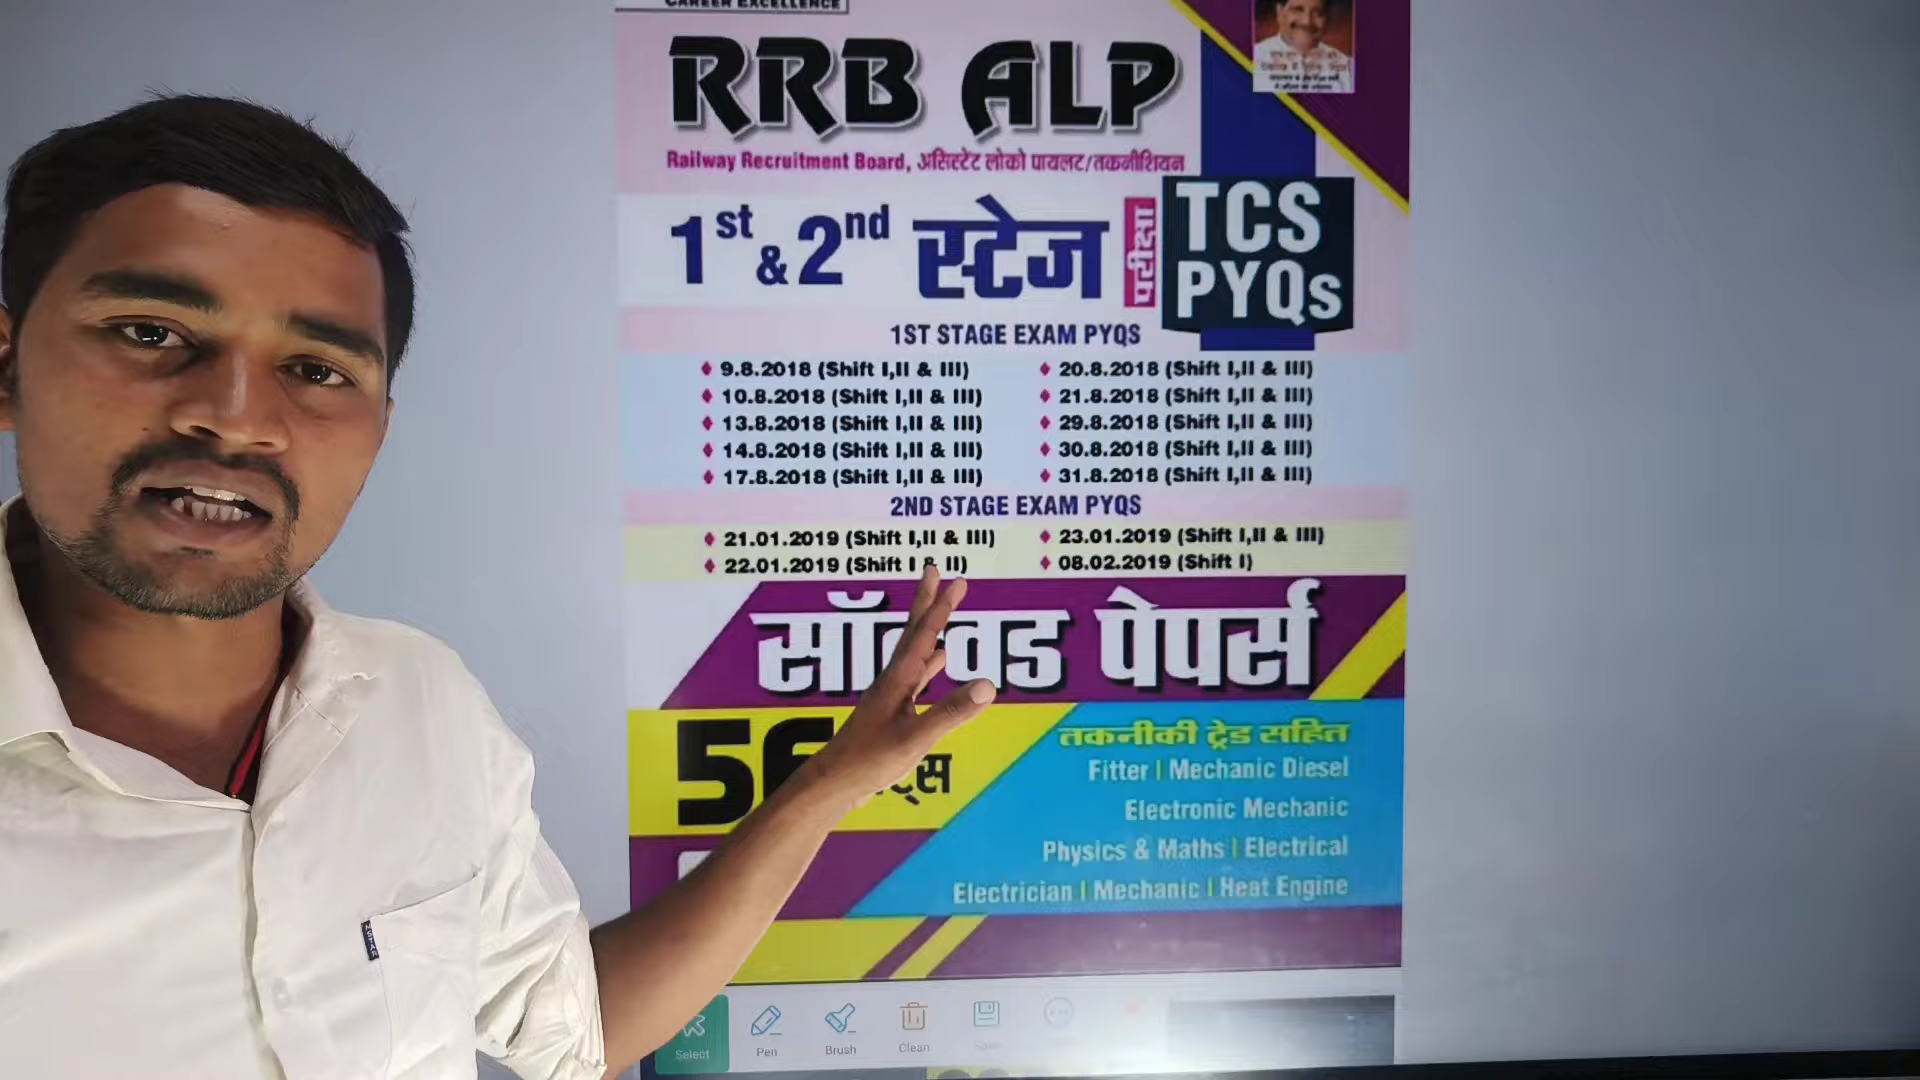 CAREER EXCELLENCE
RRB ALP
Railway Recruitment Board, असिस्टेंट लोको पायलट/तकनीशियन
1st & 2nd स्टेज परीक्षा
TCS
PYQs
1ST STAGE EXAM PYQS
9.8.2018 (Shift I,II & III)
10.8.2018 (Shift I,II & III)
13.8.2018 (Shift I,II & III)
14.8.2018 (Shift I,II & III)
17.8.2018 (Shift I,II & III)
20.8.2018 (Shift I,II & III)
21.8.2018 (Shift I,II & III)
29.8.2018 (Shift I,II & III)
30.8.2018 (Shift I,II & III)
31.8.2018 (Shift I,II & III)
2ND STAGE EXAM PYQS
21.01.2019 (Shift I,II & III)
22.01.2019 (Shift I & II)
23.01.2019 (Shift I,II & III)
08.02.2019 (Shift I)
सॉल्वड पेपर्स
56
तकनीकी ट्रेड सहित
Fitter | Mechanic Diesel
Electronic Mechanic
Physics & Maths | Electrical
Electrician | Mechanic | Heat Engine
Select
Pen
Brush
Clean
Save